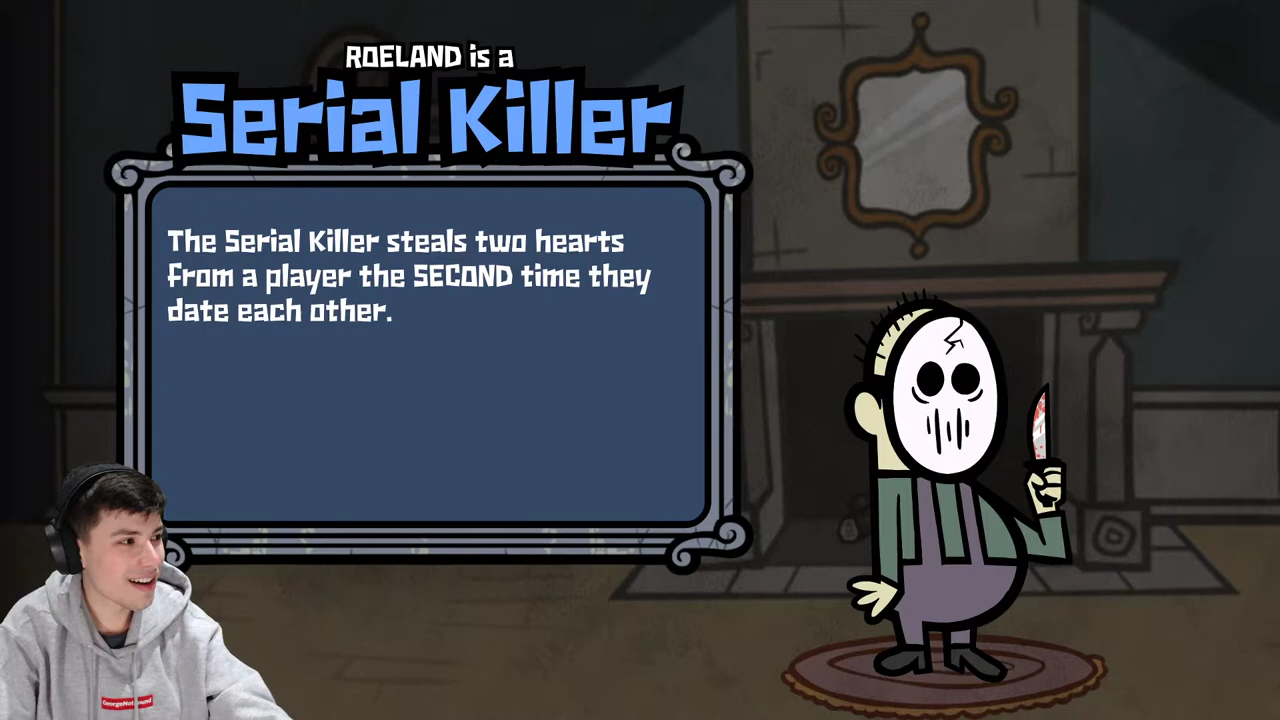 ROELAND is a
Serial Killer
The Serial Killer steals two hearts
from a player the SECOND time they
date each other.
GeorgeNotFound